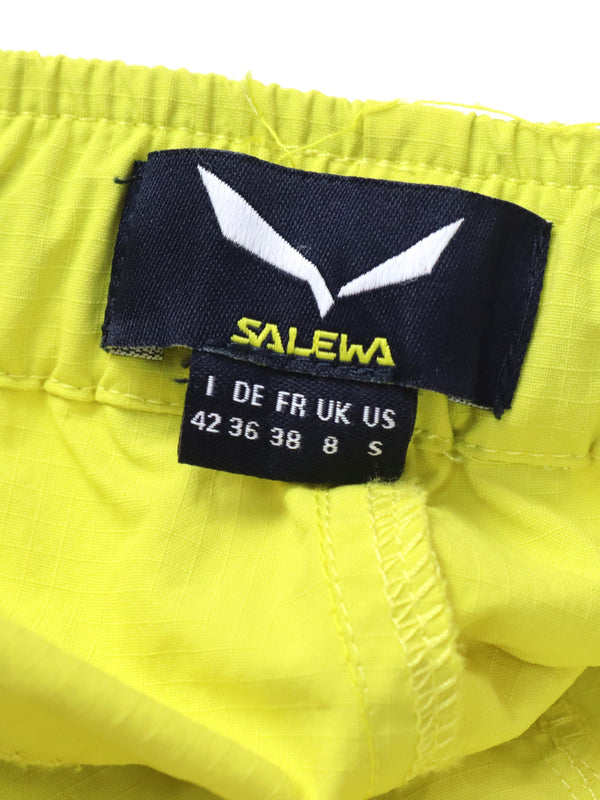 SALEWA
I DE FR UK US
42 36 38 8 S